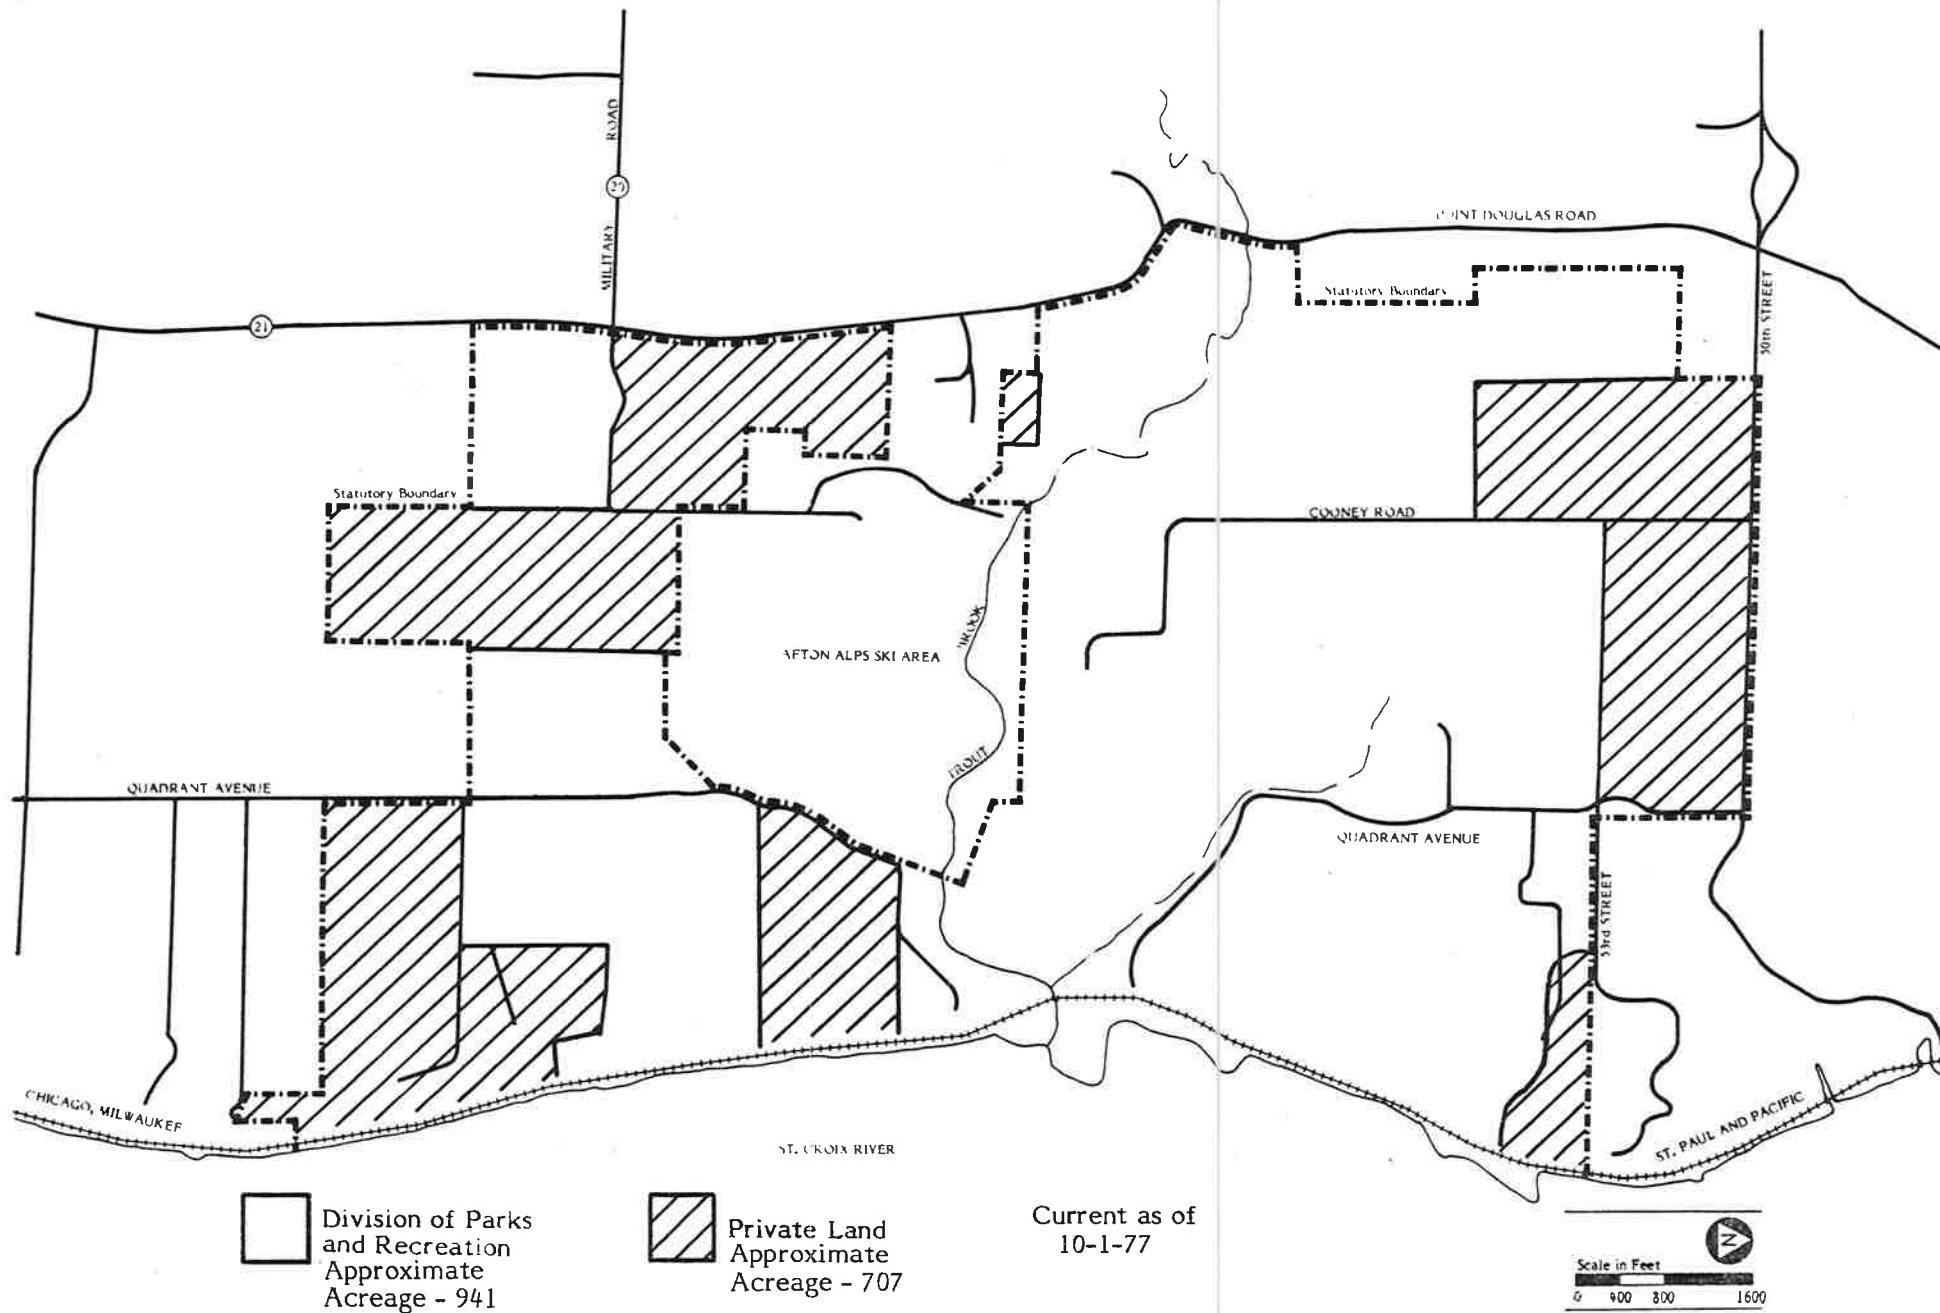 ROAD
MILITARY
POINT DOUGLAS ROAD
Statutory Boundary
21
50th STREET
Statutory Boundary
COONEY ROAD
BROOK
AFTON ALPS SKI AREA
TROUT
QUADRANT AVENUE
QUADRANT AVENUE
53rd STREET
CHICAGO, MILWAUKEE
ST. PAUL AND PACIFIC
ST. CROIX RIVER
Division of Parks
and Recreation
Approximate
Acreage - 941
Private Land
Approximate
Acreage - 707
Current as of
10-1-77
N
Scale in Feet
0 400 800 1600